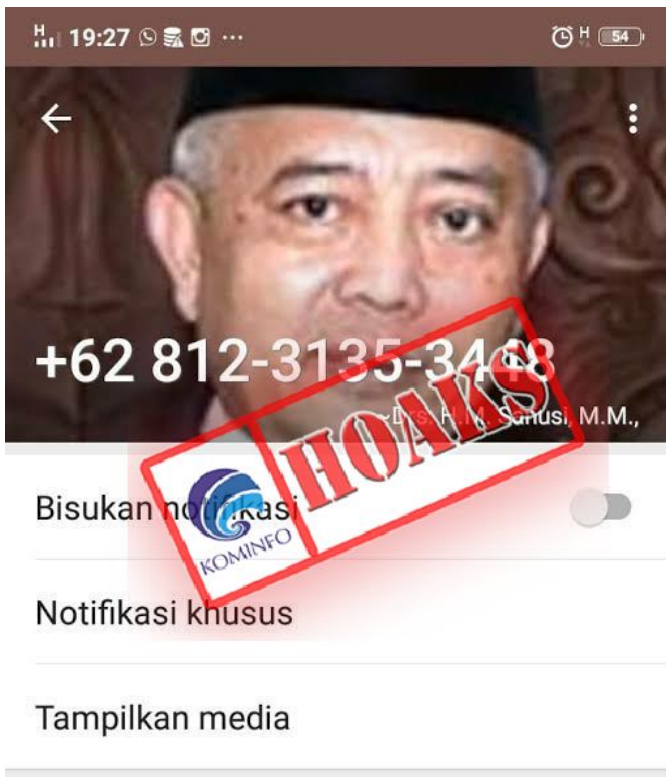 H 19:27 ... H 54
+62 812-3135-3448
~Drs. H.M. Sanusi, M.M.,
HOAKS
KOMINFO
Bisukan notifikasi
Notifikasi khusus
Tampilkan media